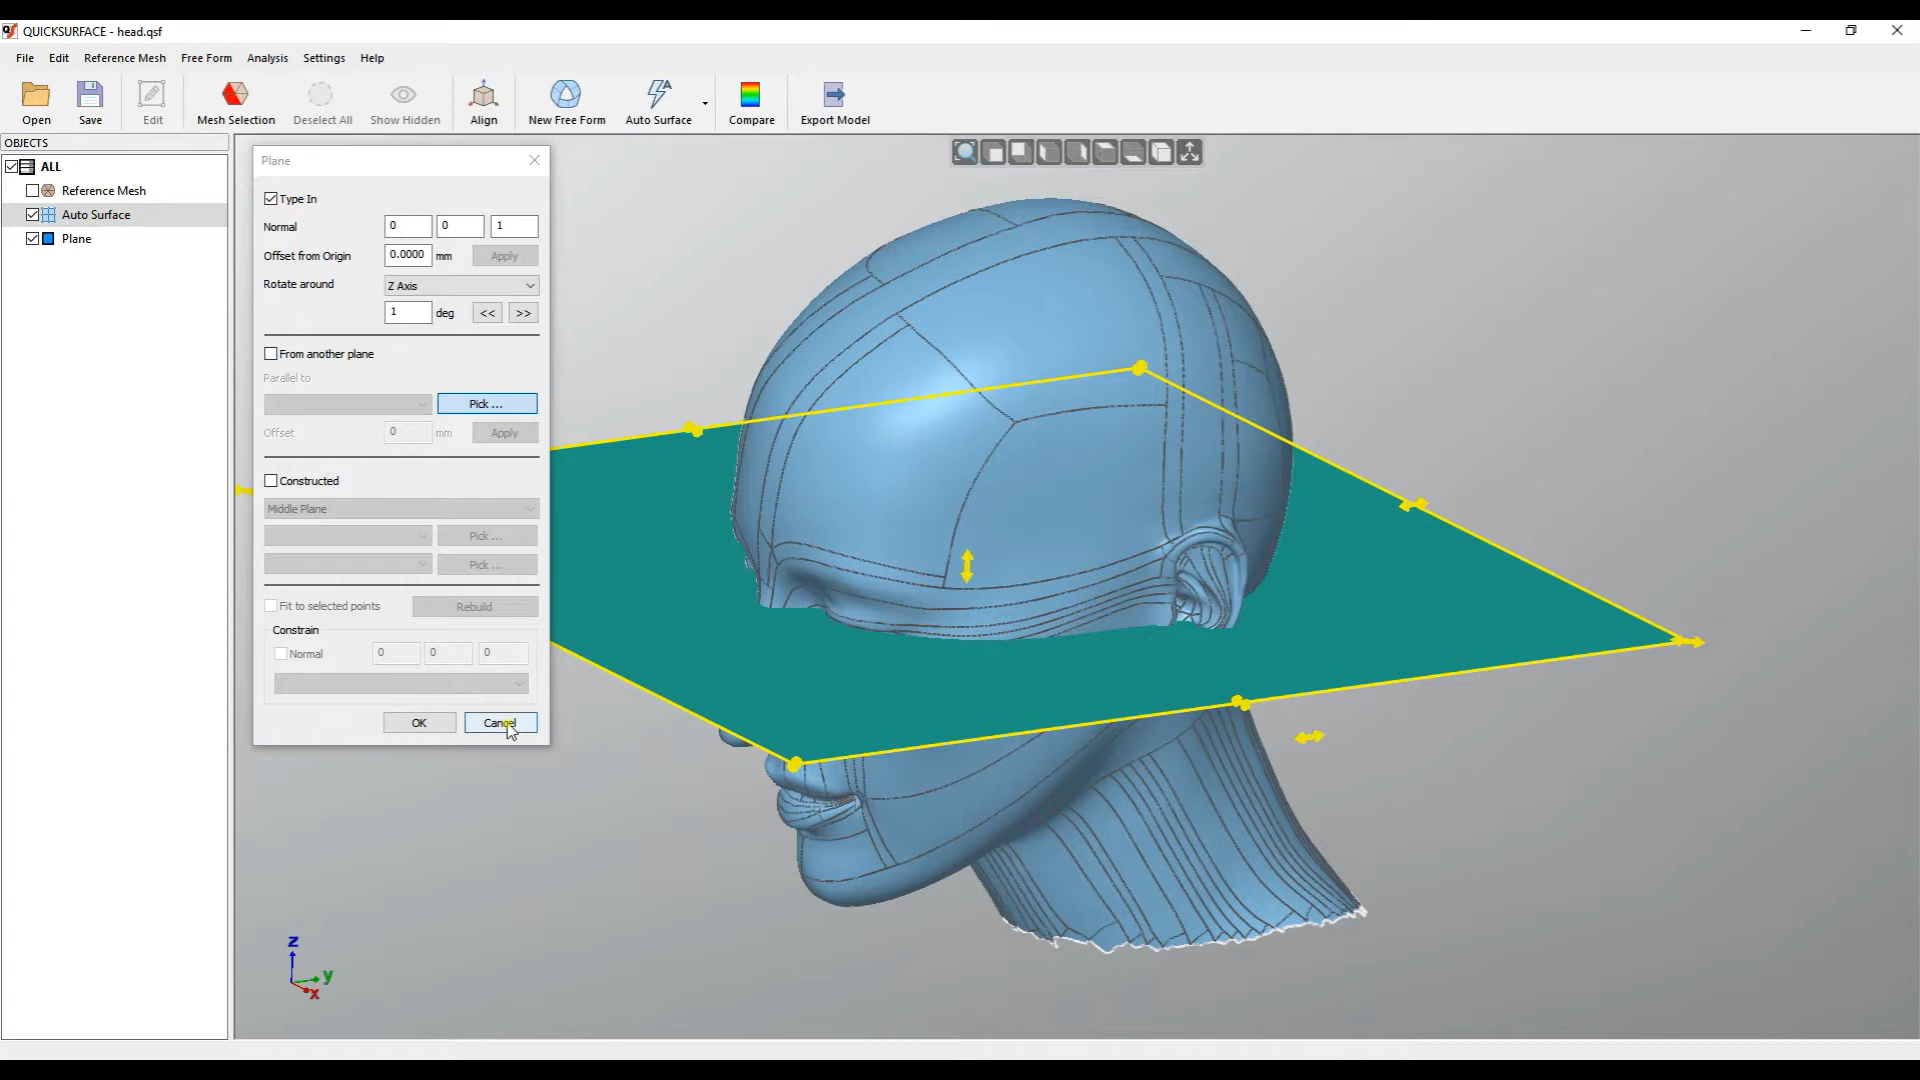 QUICKSURFACE - head.qsf
File Edit Reference Mesh Free Form Analysis Settings Help
Open Save Edit Mesh Selection Deselect All Show Hidden Align New Free Form Auto Surface Compare Export Model
OBJECTS
ALL
Reference Mesh
Auto Surface
Plane
Plane
Type In
Normal 0 0 1
Offset from Origin 0.0000 mm Apply
Rotate around Z Axis
1 deg << >>
From another plane
Parallel to
Pick ...
Offset 0 mm Apply
Constructed
Middle Plane
Pick ...
Pick ...
Fit to selected points Rebuild
Constrain
Normal 0 0 0
OK Cancel
z
y
x